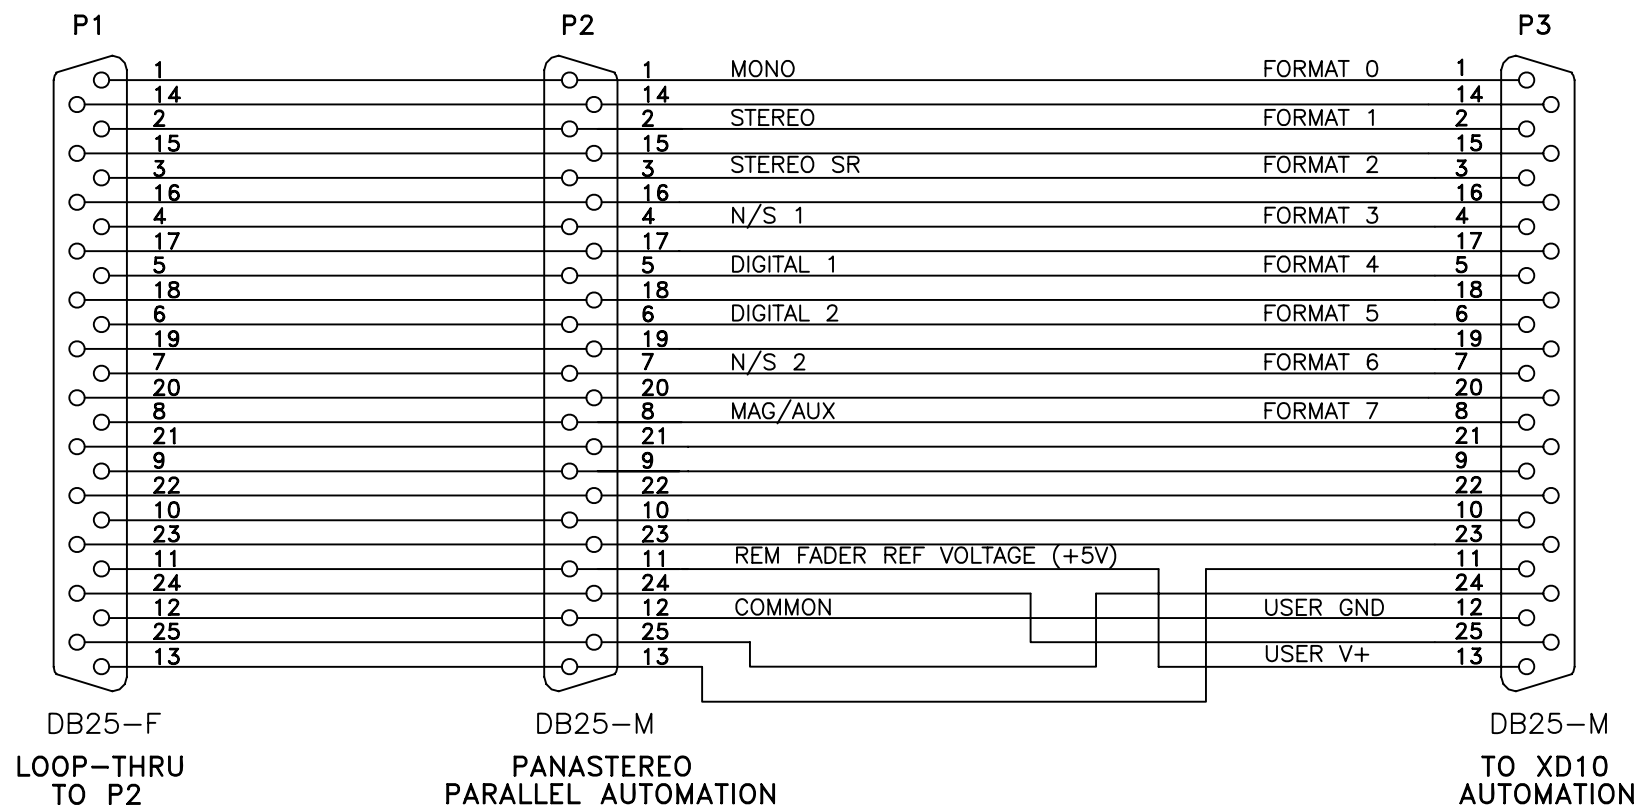 P1 P2 P3
1 1 MONO FORMAT 0 1
14 14 14
2 2 STEREO FORMAT 1 2
15 15 15
3 3 STEREO SR FORMAT 2 3
16 16 16
4 4 N/S 1 FORMAT 3 4
17 17 17
5 5 DIGITAL 1 FORMAT 4 5
18 18 18
6 6 DIGITAL 2 FORMAT 5 6
19 19 19
7 7 N/S 2 FORMAT 6 7
20 20 20
8 8 MAG/AUX FORMAT 7 8
21 21 21
9 9 9
22 22 22
10 10 10
23 23 23
11 11 REM FADER REF VOLTAGE (+5V) 11
24 24 24
12 12 COMMON USER GND 12
25 25 25
13 13 USER V+ 13
DB25-F DB25-M DB25-M
LOOP-THRU PANASTEREO TO XD10
TO P2 PARALLEL AUTOMATION AUTOMATION